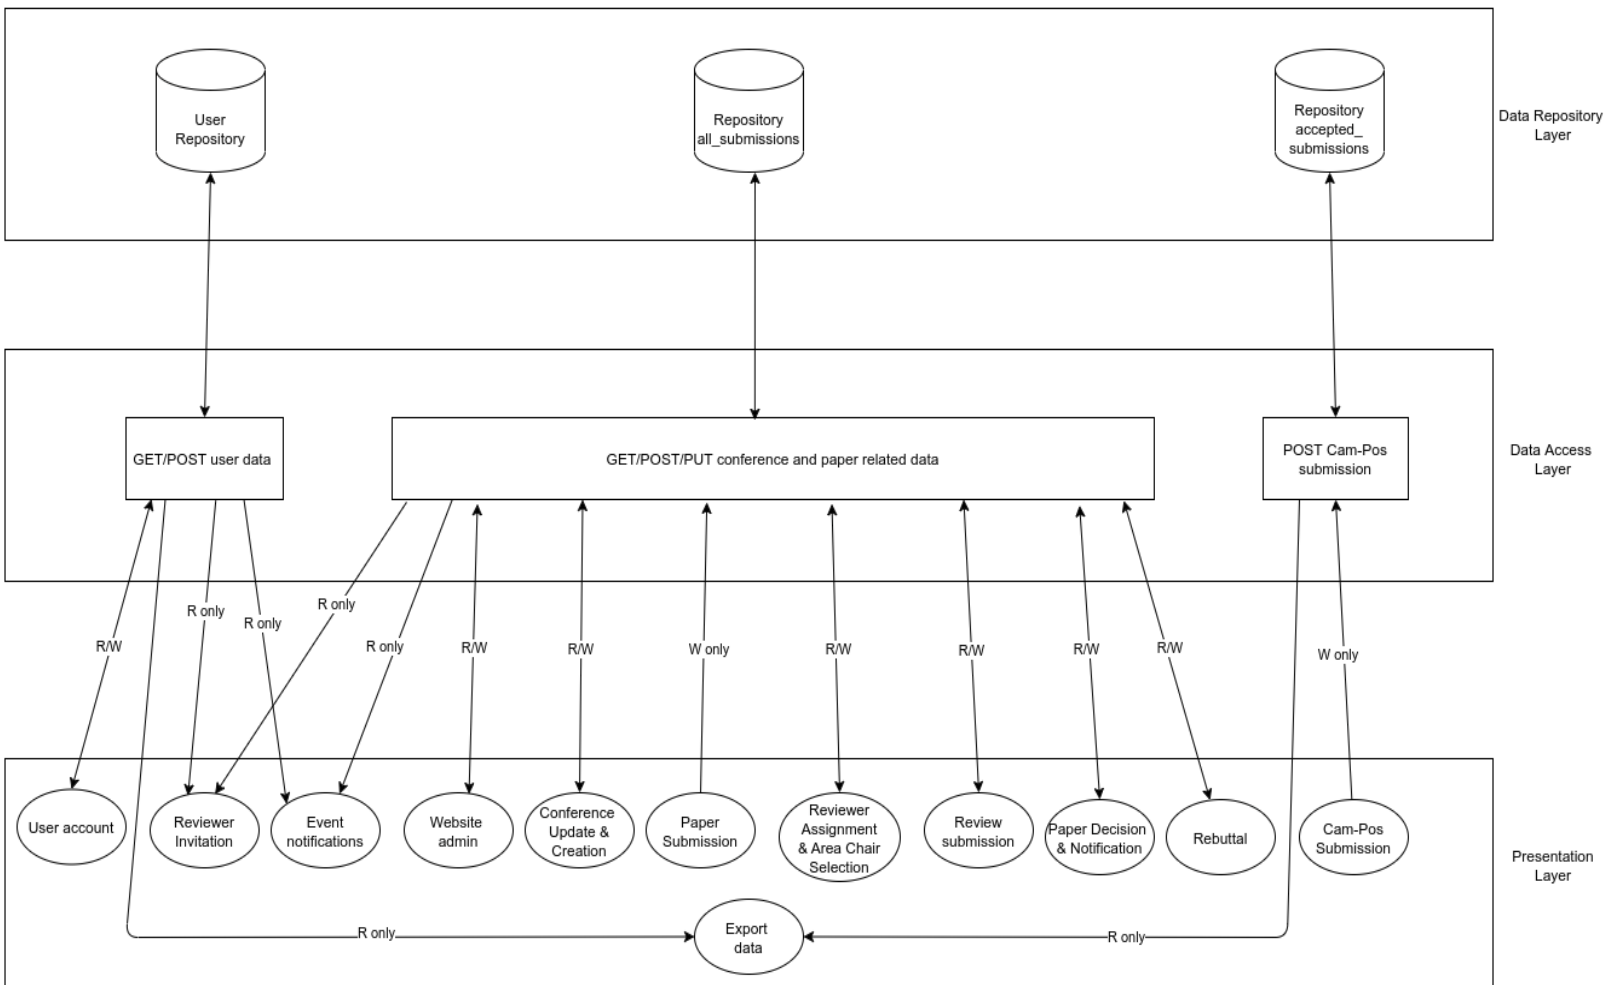 User
Repository
Repository
all_submissions
Repository
accepted_
submissions
Data Repository
Layer
GET/POST user data
GET/POST/PUT conference and paper related data
POST Cam-Pos
submission
Data Access
Layer
R/W
R only
R only
R only
R only
R/W
R/W
W only
R/W
R/W
R/W
R/W
W only
User account
Reviewer
Invitation
Event
notifications
Website
admin
Conference
Update &
Creation
Paper
Submission
Reviewer
Assignment
& Area Chair
Selection
Review
submission
Paper Decision
& Notification
Rebuttal
Cam-Pos
Submission
Presentation
Layer
R only
Export
data
R only